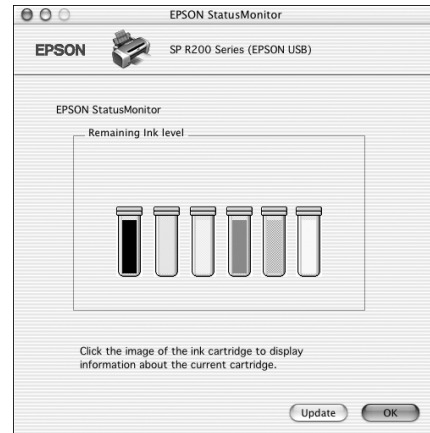 EPSON StatusMonitor
EPSON
SP R200 Series (EPSON USB)
EPSON StatusMonitor
Remaining Ink level
Click the image of the ink cartridge to display
information about the current cartridge.
Update
OK